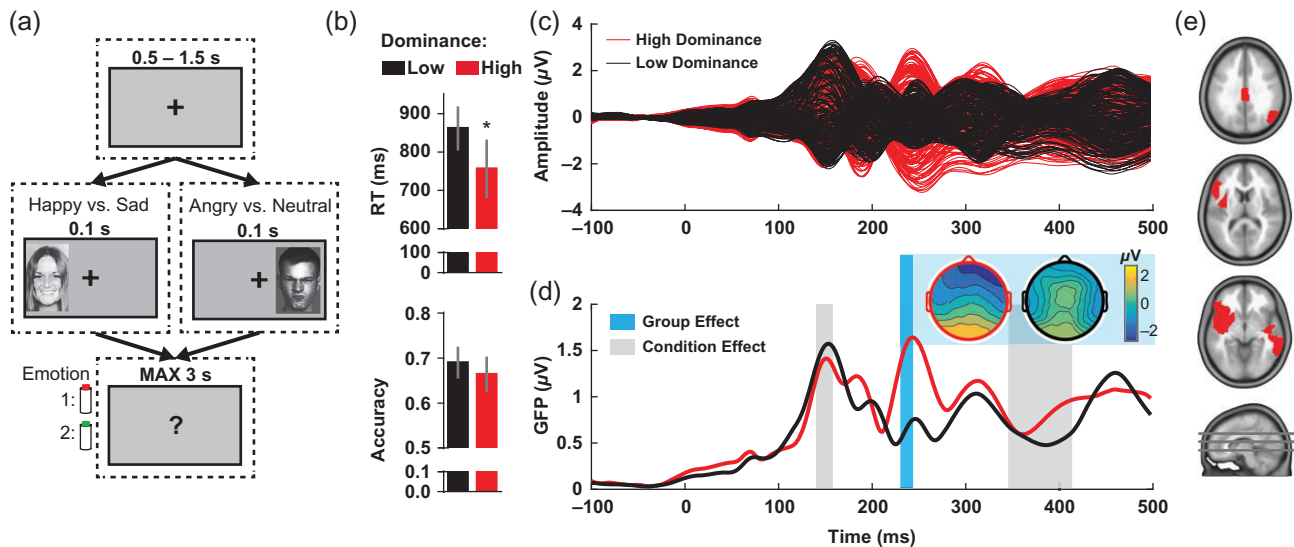 (a)
0.5 – 1.5 s
+
Happy vs. Sad
0.1 s
+
Angry vs. Neutral
0.1 s
+
Emotion
1:
2:
MAX 3 s
?
(b)
Dominance:
Low High
900
800
700
600
100
0
RT (ms)
*
0.8
0.7
0.6
0.5
0.1
0.0
Accuracy
(c)
High Dominance
Low Dominance
4
2
0
–2
–4
Amplitude (µV)
–100 0 100 200 300 400 500
(d)
Group Effect
Condition Effect
µV
2
0
–2
2
1.5
1
0.5
0
GFP (µV)
–100 0 100 200 300 400 500
Time (ms)
(e)